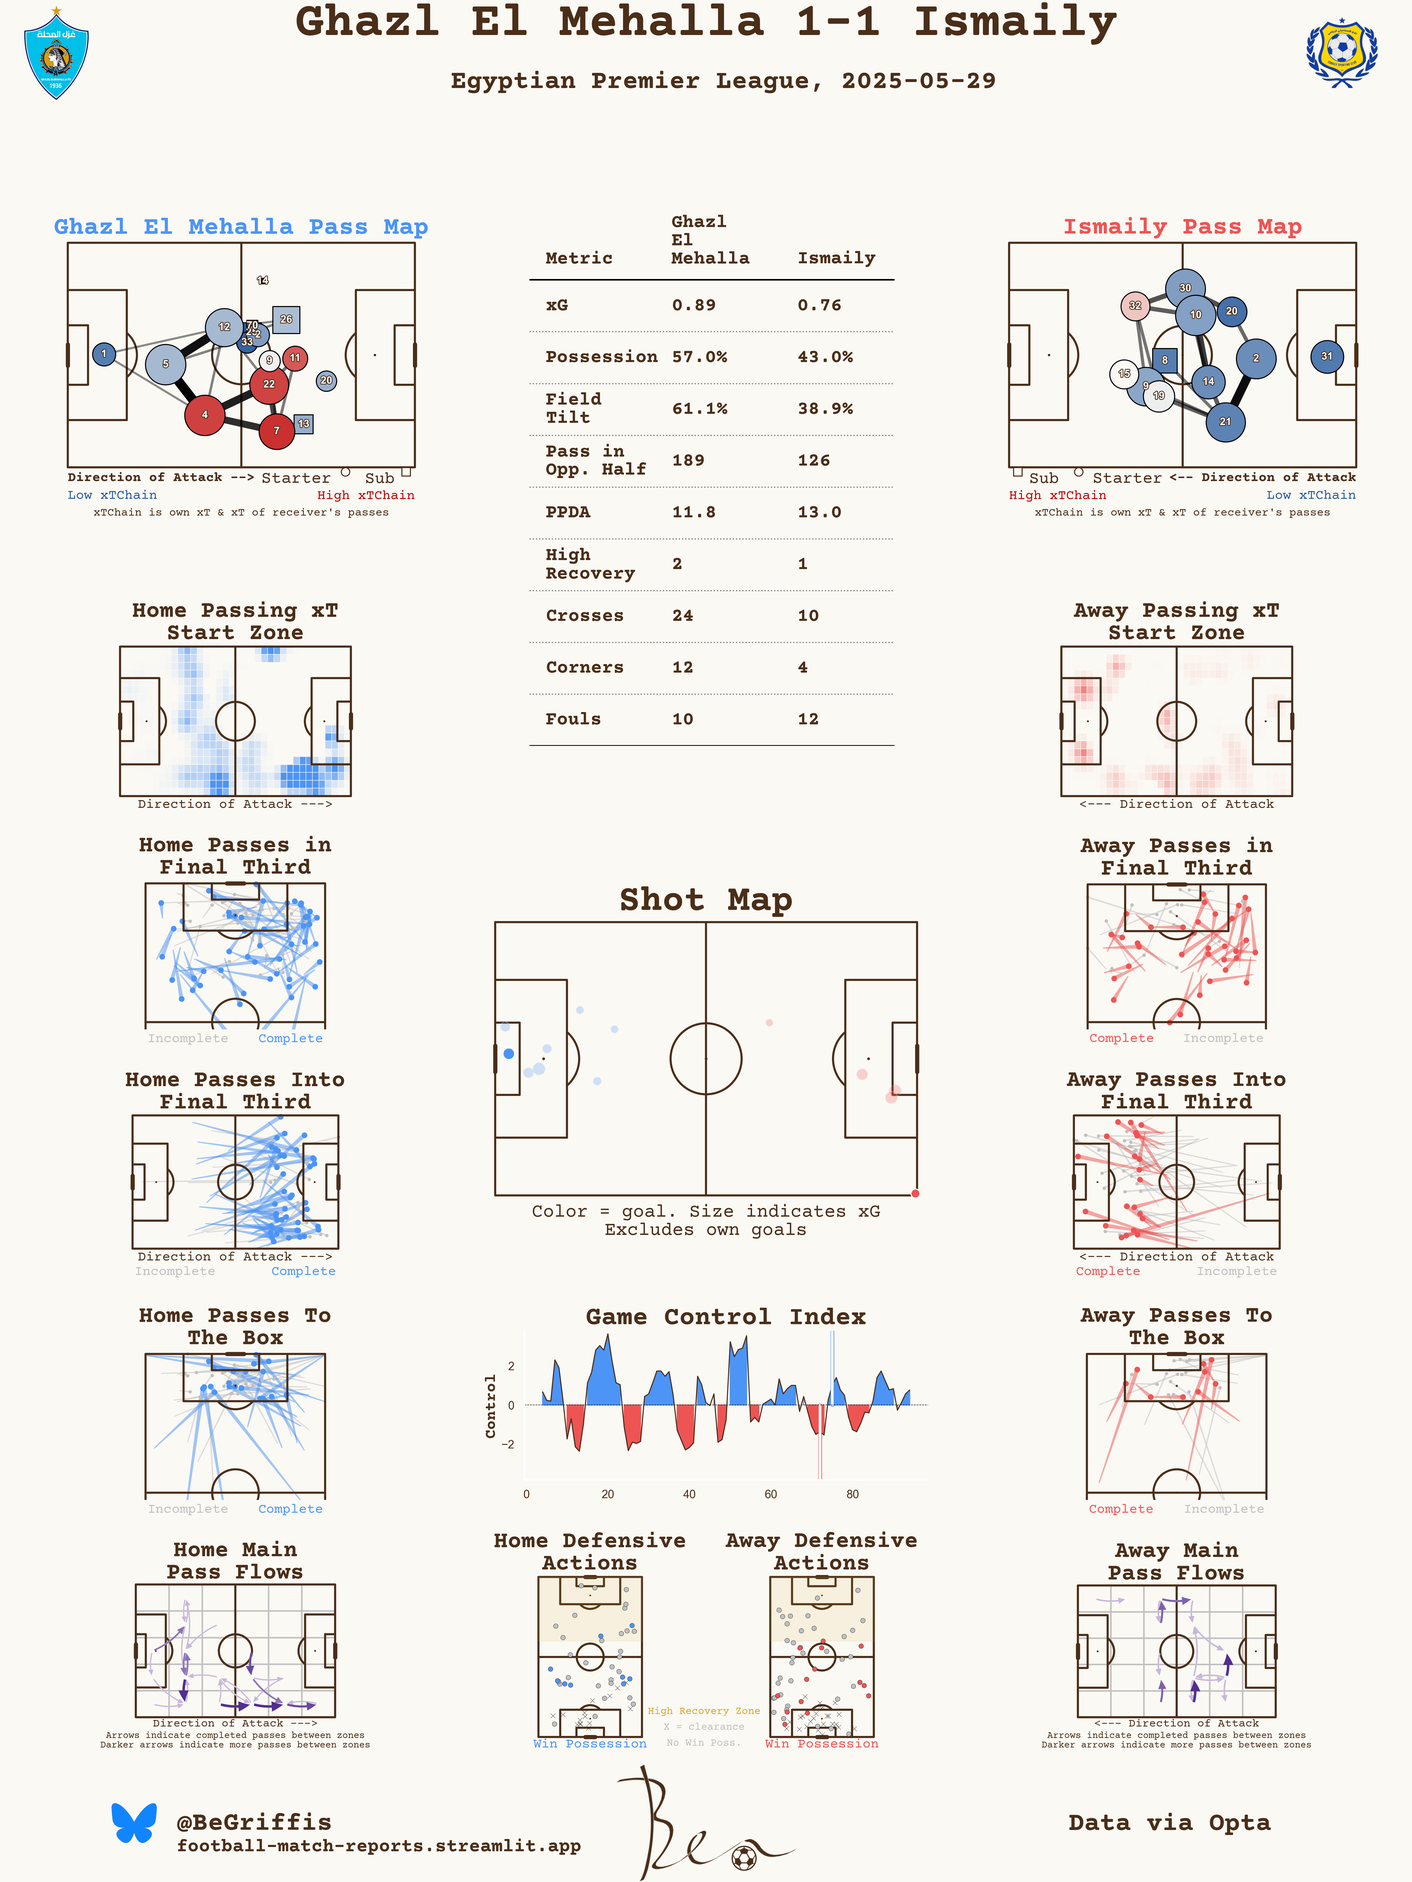 Ghazl El Mehalla 1-1 Ismaily
Egyptian Premier League, 2025-05-29
غزل المحلة
1936
Ghazl El Mehalla Pass Map
14
12
70
26
33
1
5
9
11
22
20
4
7
13
Direction of Attack --> Starter Sub
Low xTChain High xTChain
xTChain is own xT & xT of receiver's passes
Metric Ghazl El Mehalla Ismaily
xG 0.89 0.76
Possession 57.0% 43.0%
Field Tilt 61.1% 38.9%
Pass in Opp. Half 189 126
PPDA 11.8 13.0
High Recovery 2 1
Crosses 24 10
Corners 12 4
Fouls 10 12
Ismaily Pass Map
30
32
10
20
8
2
31
15
9
19
14
21
Sub Starter <-- Direction of Attack
High xTChain Low xTChain
xTChain is own xT & xT of receiver's passes
Home Passing xT
Start Zone
Direction of Attack --->
Away Passing xT
Start Zone
<--- Direction of Attack
Home Passes in
Final Third
Incomplete Complete
Away Passes in
Final Third
Complete Incomplete
Shot Map
Color = goal. Size indicates xG
Excludes own goals
Home Passes Into
Final Third
Direction of Attack --->
Incomplete Complete
Away Passes Into
Final Third
<--- Direction of Attack
Complete Incomplete
Home Passes To
The Box
Incomplete Complete
Game Control Index
Control
2
0
−2
0 20 40 60 80
Away Passes To
The Box
Complete Incomplete
Home Main
Pass Flows
Direction of Attack --->
Arrows indicate completed passes between zones
Darker arrows indicate more passes between zones
Home Defensive
Actions
Win Possession
Away Defensive
Actions
Win Possession
High Recovery Zone
X = clearance
No Win Poss.
Away Main
Pass Flows
<--- Direction of Attack
Arrows indicate completed passes between zones
Darker arrows indicate more passes between zones
@BeGriffis
football-match-reports.streamlit.app
Ben
Data via Opta